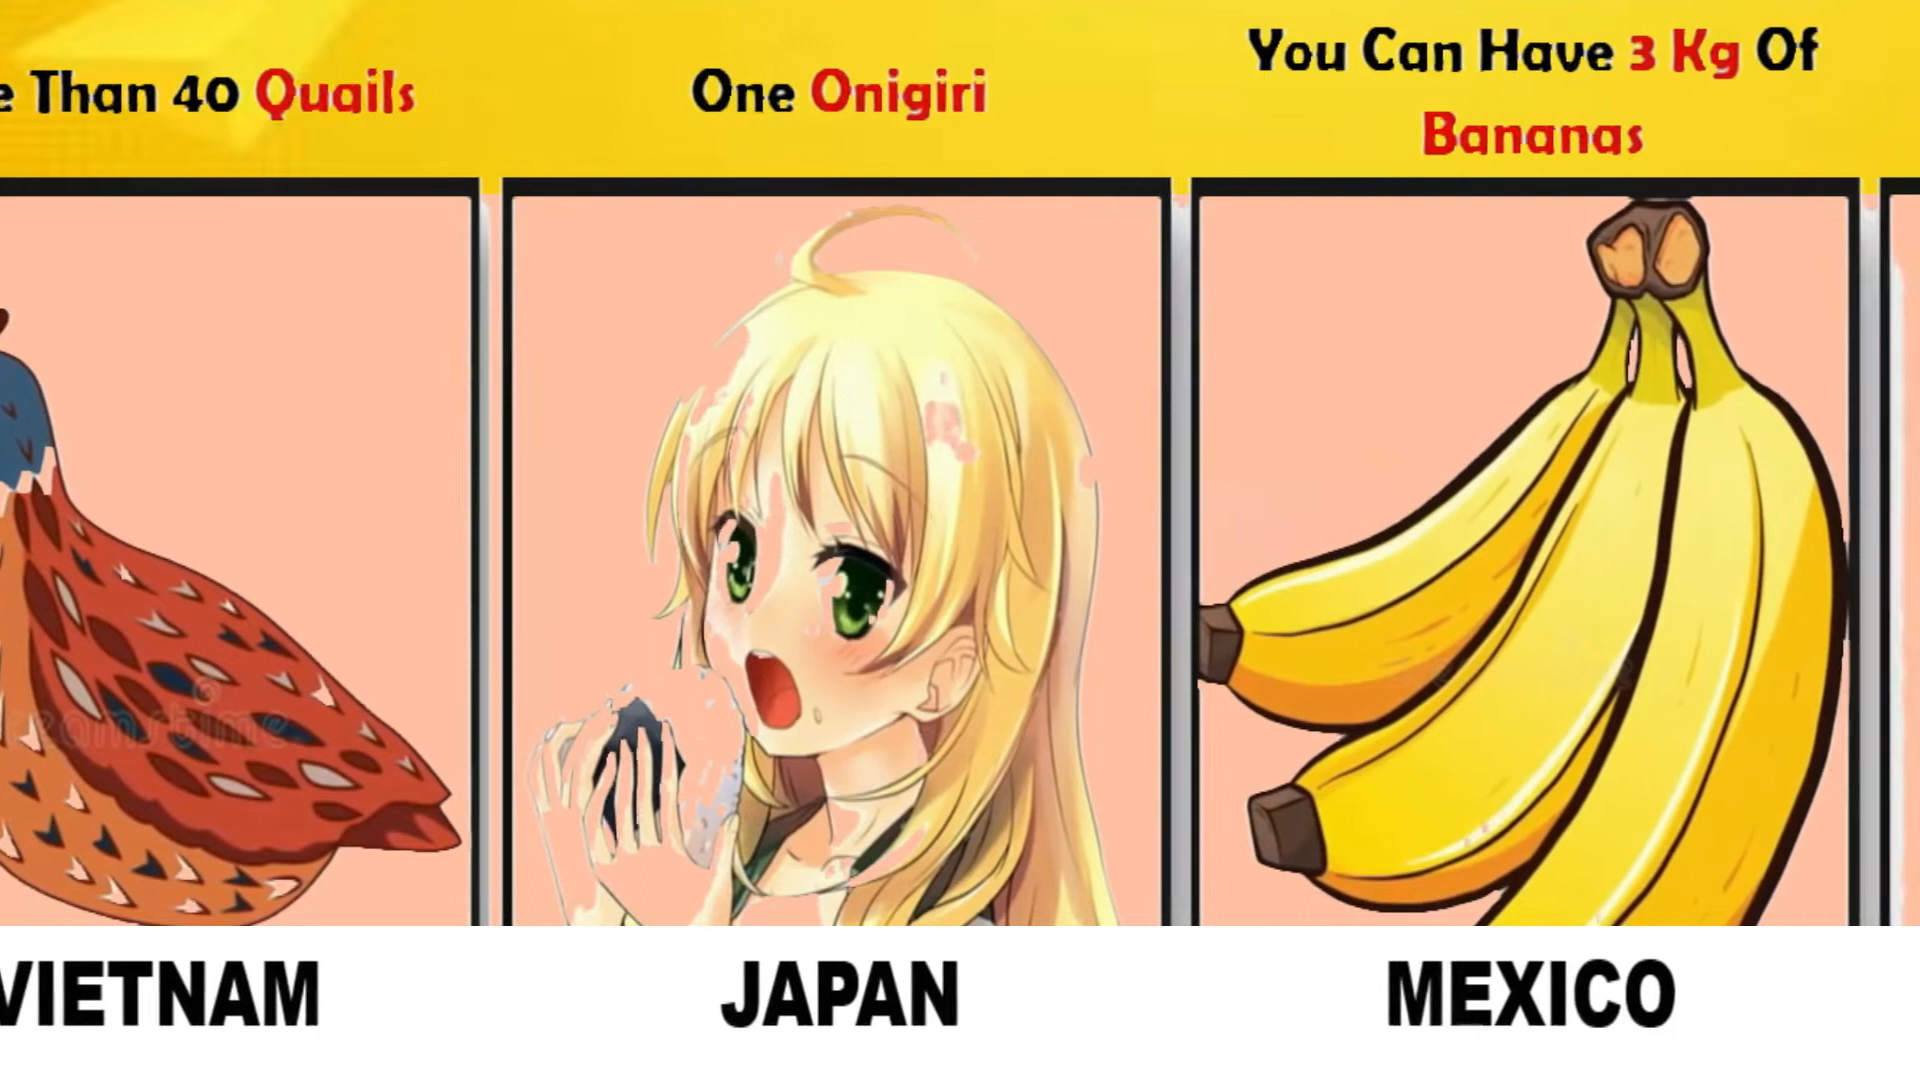 e Than 40 Quails
One Onigiri
You Can Have 3 Kg Of
Bananas
VIETNAM
JAPAN
MEXICO